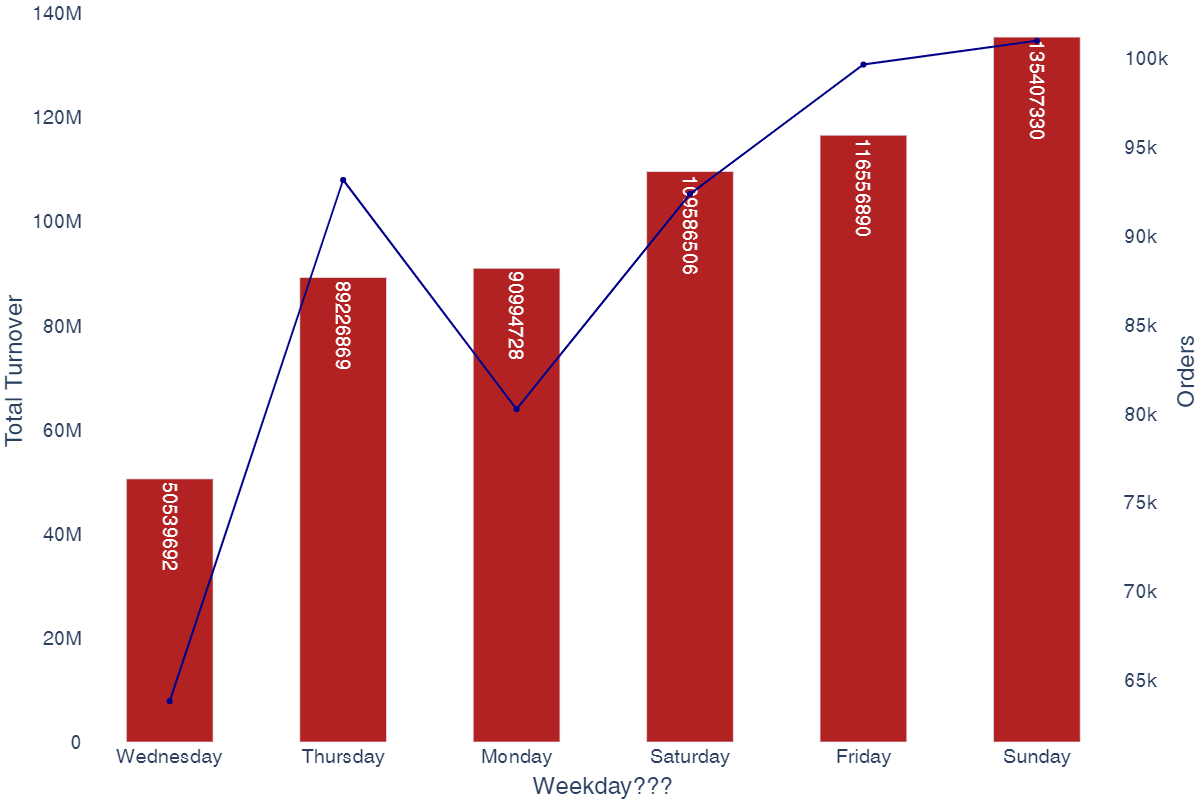 140M
120M
100M
80M
60M
40M
20M
0
Total Turnover
50539692
89226869
90994728
109586506
116556890
135407330
100k
95k
90k
85k
80k
75k
70k
65k
Orders
Wednesday Thursday Monday Saturday Friday Sunday
Weekday???